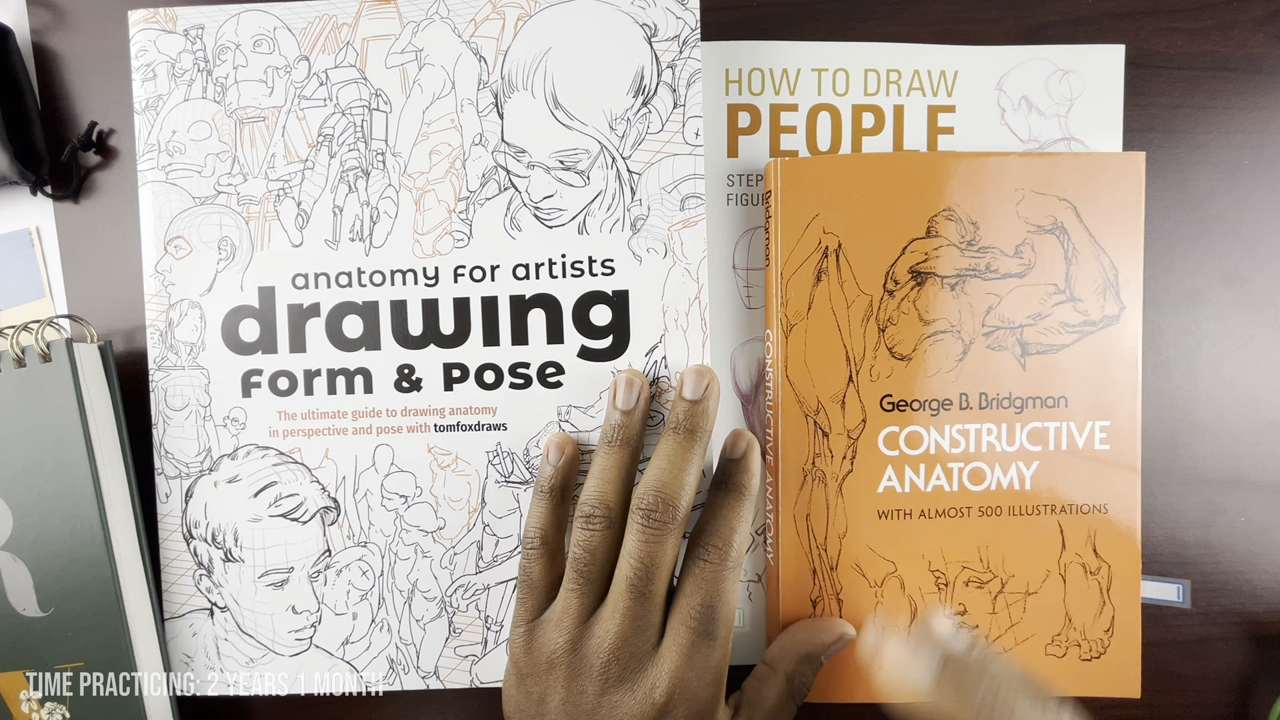 anatomy for artists
drawing
form & pose
The ultimate guide to drawing anatomy
in perspective and pose with tomfoxdraws
HOW TO DRAW
PEOPLE
STEP
FIGU
Bridgman
CONSTRUCTIVE ANATOMY
George B. Bridgman
CONSTRUCTIVE
ANATOMY
WITH ALMOST 500 ILLUSTRATIONS
TIME PRACTICING: 2 YEARS 1 MONTH